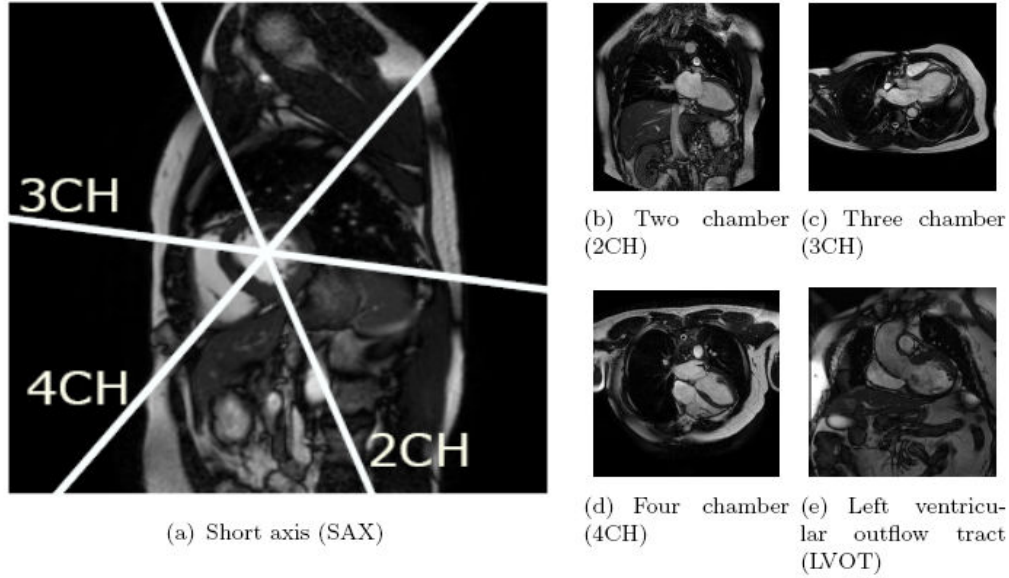 3CH
4CH
2CH
(a) Short axis (SAX)
(b) Two chamber
(2CH)
(c) Three chamber
(3CH)
(d) Four chamber
(4CH)
(e) Left ventricu-
lar outflow tract
(LVOT)